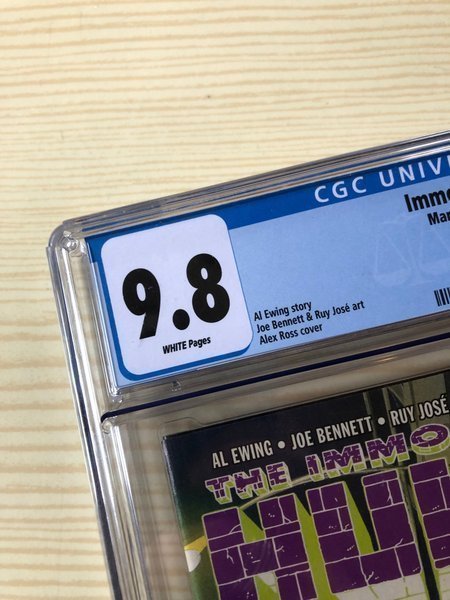 CGC UNIV
Imm
Mar
9.8
WHITE Pages
Al Ewing story
Joe Bennett & Ruy José art
Alex Ross cover
AL EWING • JOE BENNETT • RUY JOSÉ
THE IMMO
HU